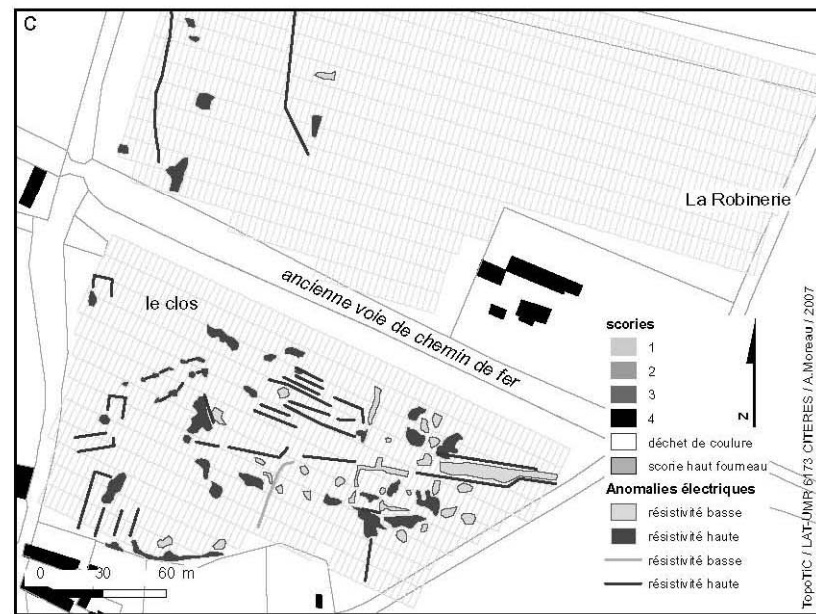 C
La Robinerie
ancienne voie de chemin de fer
le clos
scories
1
2
3
4
déchet de coulure
scorie haut fourneau
Anomalies électriques
résistivité basse
résistivité haute
résistivité basse
résistivité haute
N
0 30 60 m
TopoTiC / LAT-UMR 6173 CITERES / A.Moreau / 2007